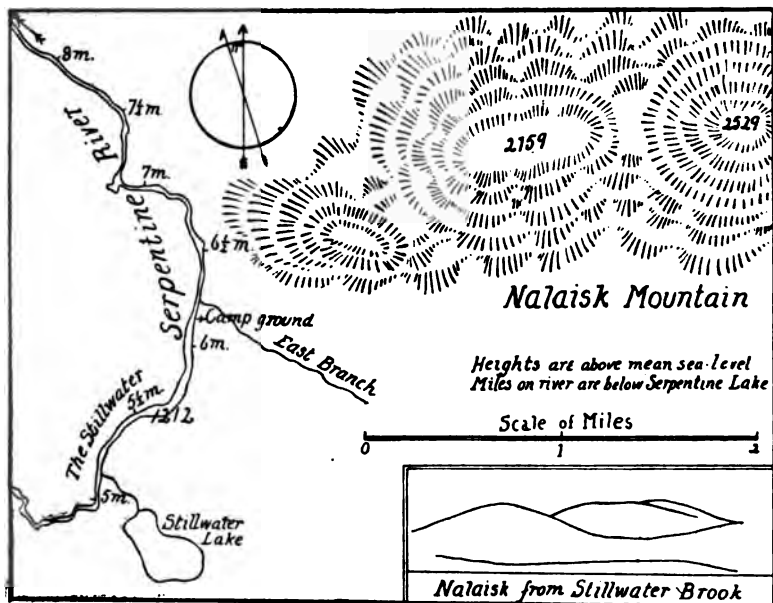 8m.
7½m
River
7m.
2159
2529
Serpentine
6½m.
Nalaisk Mountain
Camp ground
6m.
East Branch
Heights are above mean sea-level
Miles on river are below Serpentine Lake
The Stillwater
5½m.
1212
Scale of Miles
0 1 2
5m.
Stillwater
Lake
Nalaisk from Stillwater Brook